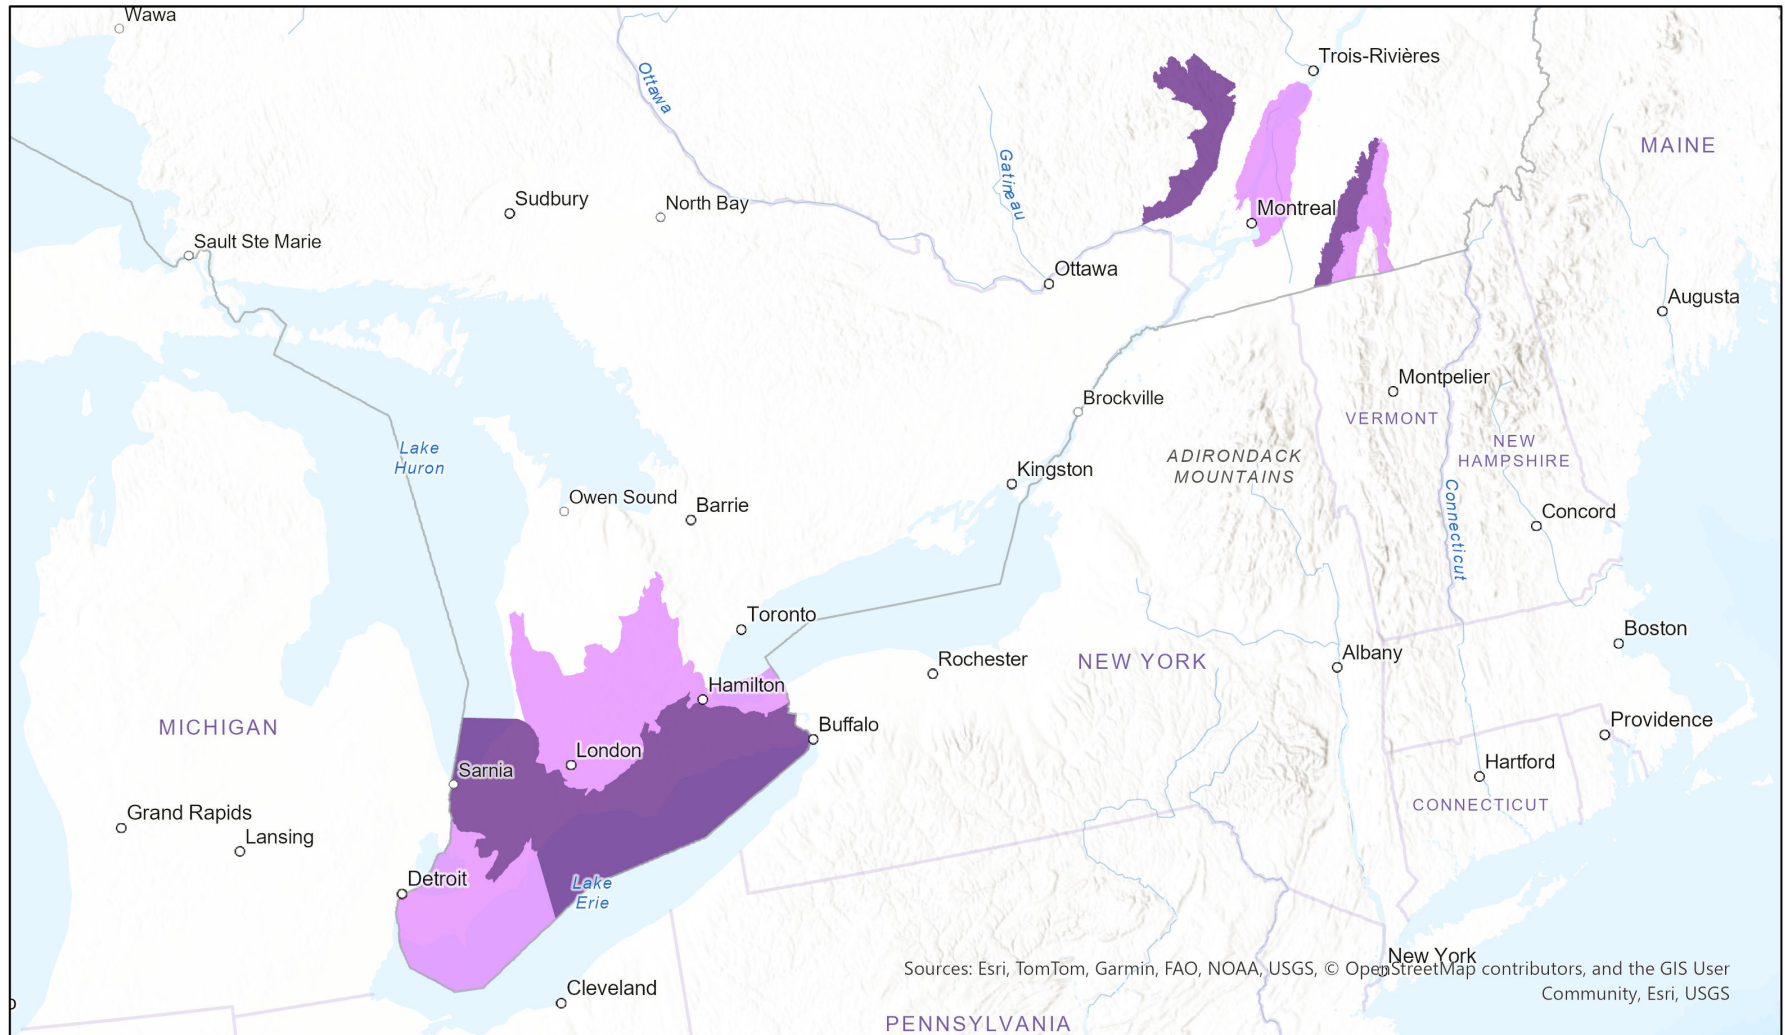 Wawa
Trois-Rivières
Ottawa
MAINE
Gatineau
Sudbury
North Bay
Montreal
Sault Ste Marie
Ottawa
Augusta
Montpelier
Brockville
VERMONT
Lake
Huron
NEW
HAMPSHIRE
ADIRONDACK
MOUNTAINS
Kingston
Owen Sound
Barrie
Connecticut
Concord
Toronto
Boston
Rochester
NEW YORK
Albany
Hamilton
MICHIGAN
Buffalo
Providence
London
Sarnia
Hartford
CONNECTICUT
Grand Rapids
Lansing
Detroit
Lake
Erie
New York
Sources: Esri, TomTom, Garmin, FAO, NOAA, USGS, © OpenStreetMap contributors, and the GIS User
Community, Esri, USGS
Cleveland
PENNSYLVANIA